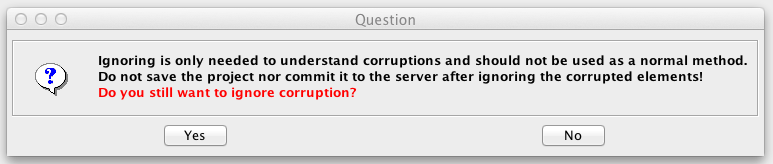 Question
Ignoring is only needed to understand corruptions and should not be used as a normal method.
Do not save the project nor commit it to the server after ignoring the corrupted elements!
Do you still want to ignore corruption?
Yes No